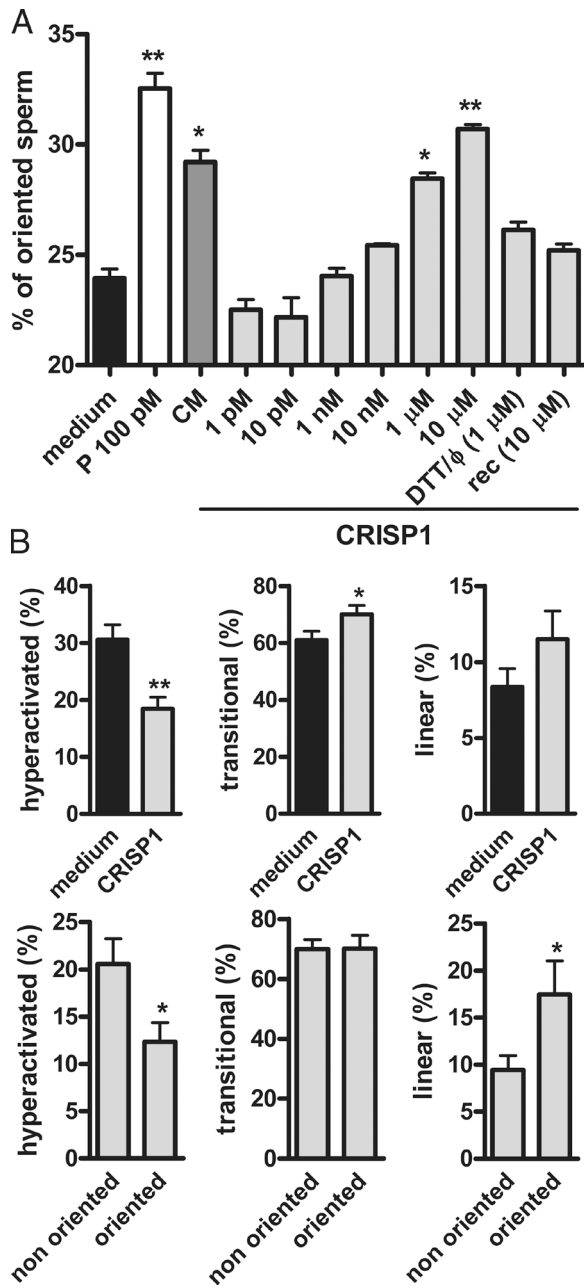 A
% of oriented sperm
35
30
25
20
**
*
*
**
medium
P 100 pM
CM
1 pM
10 pM
1 nM
10 nM
1 μM
10 μM
DTT/ϕ (1 μM)
rec (10 μM)
CRISP1
B
hyperactivated (%)
40
30
20
10
0
**
medium
CRISP1
transitional (%)
80
60
40
20
0
*
medium
CRISP1
linear (%)
15
10
5
0
medium
CRISP1
hyperactivated (%)
25
20
15
10
5
0
*
non oriented
oriented
transitional (%)
80
60
40
20
0
non oriented
oriented
linear (%)
25
20
15
10
5
0
*
non oriented
oriented